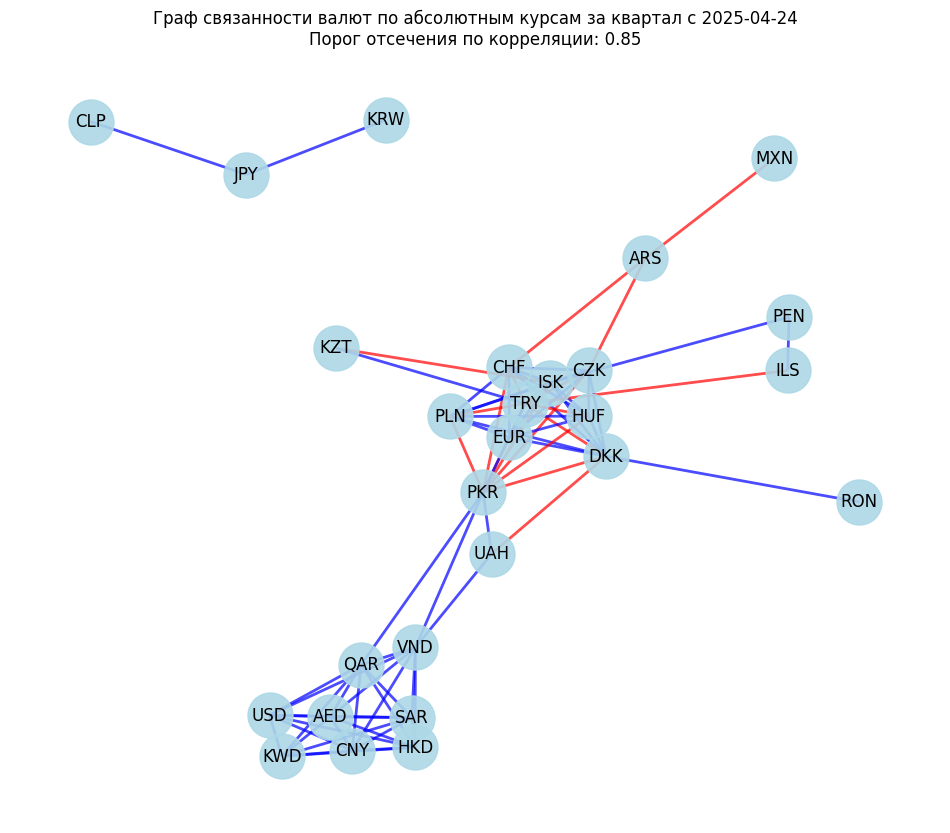 Граф связанности валют по абсолютным курсам за квартал с 2025-04-24
Порог отсечения по корреляции: 0.85
CLP
KRW
JPY
MXN
ARS
PEN
KZT
CHF
CZK
ILS
ISK
TRY
PLN
HUF
EUR
DKK
PKR
RON
UAH
VND
QAR
USD
AED
SAR
KWD
CNY
HKD